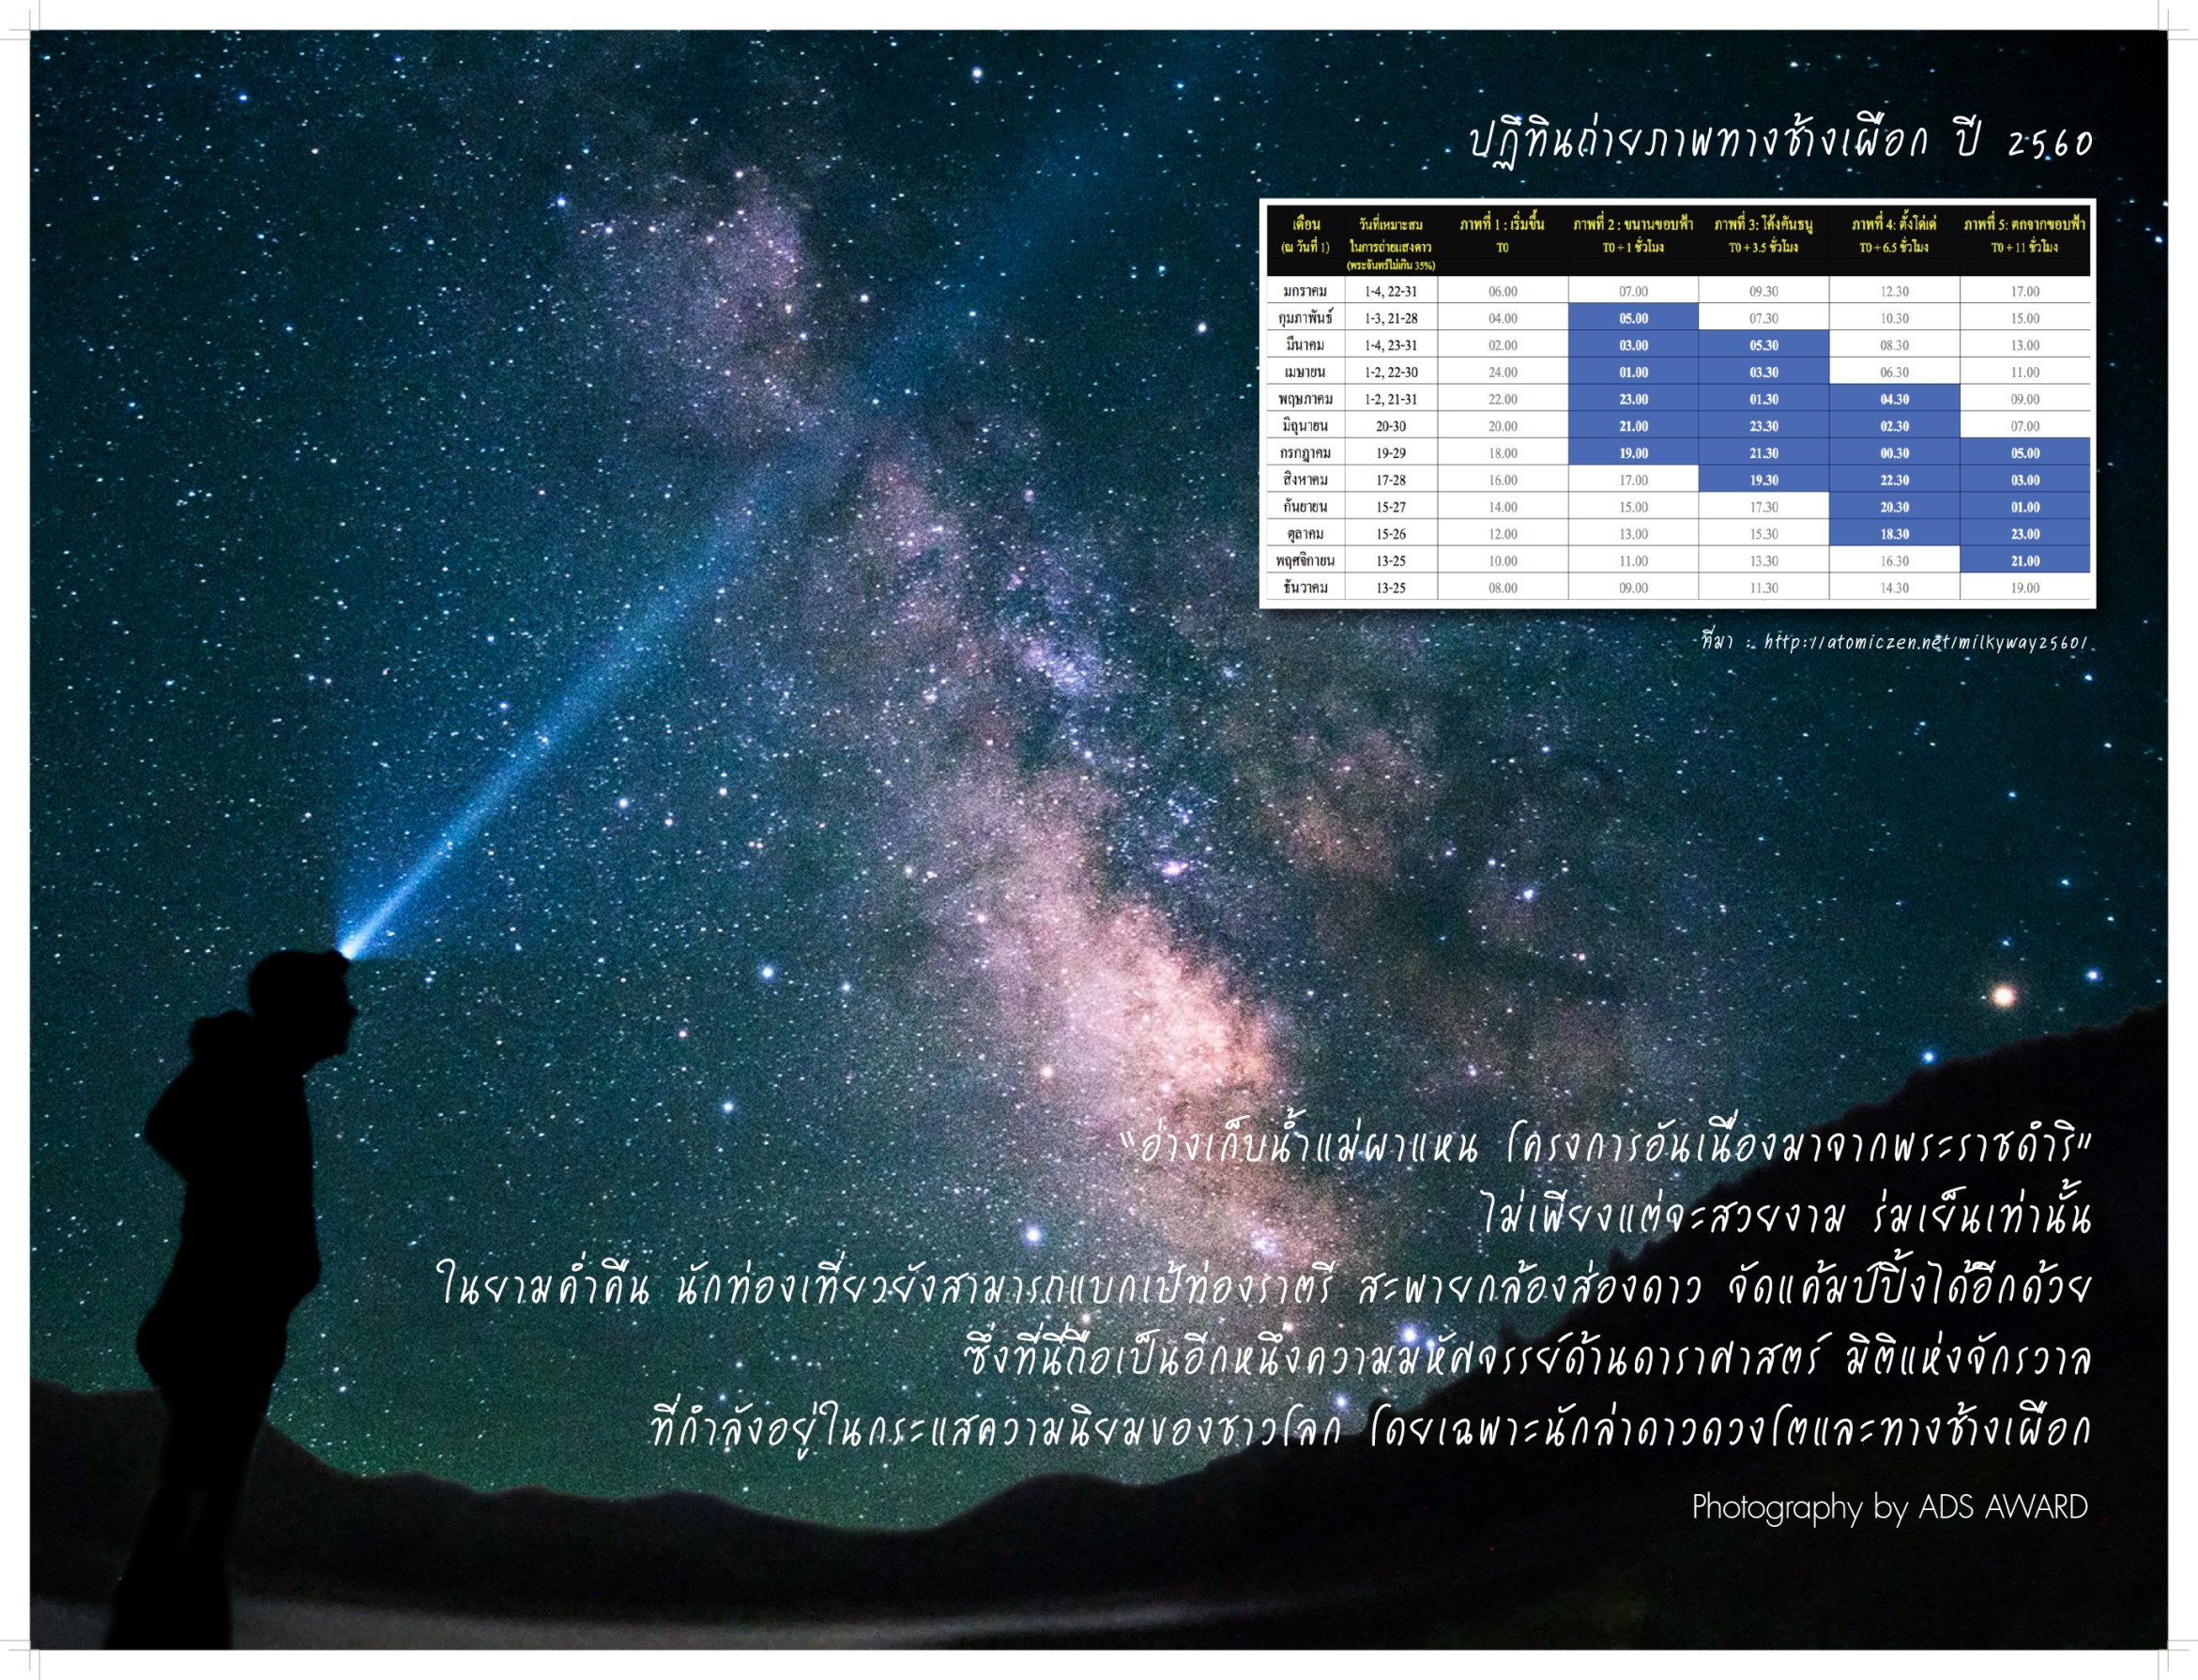 ปฏิทินถ่ายภาพทางช้างเผือก ปี 2560
เดือน (ณ วันที่ 1) วันที่เหมาะสม ในการถ่ายแสงดาว (พระจันทร์ไม่เกิน 35%) ภาพที่ 1 : เริ่มขึ้น T0 ภาพที่ 2 : ขนานขอบฟ้า T0 + 1 ชั่วโมง ภาพที่ 3: โค้งคันธนู T0 + 3.5 ชั่วโมง ภาพที่ 4: ตั้งโด่เด่ T0 + 6.5 ชั่วโมง ภาพที่ 5: ตกจากขอบฟ้า T0 + 11 ชั่วโมง
มกราคม 1-4, 22-31 06.00 07.00 09.30 12.30 17.00
กุมภาพันธ์ 1-3, 21-28 04.00 05.00 07.30 10.30 15.00
มีนาคม 1-4, 23-31 02.00 03.00 05.30 08.30 13.00
เมษายน 1-2, 22-30 24.00 01.00 03.30 06.30 11.00
พฤษภาคม 1-2, 21-31 22.00 23.00 01.30 04.30 09.00
มิถุนายน 20-30 20.00 21.00 23.30 02.30 07.00
กรกฎาคม 19-29 18.00 19.00 21.30 00.30 05.00
สิงหาคม 17-28 16.00 17.00 19.30 22.30 03.00
กันยายน 15-27 14.00 15.00 17.30 20.30 01.00
ตุลาคม 15-26 12.00 13.00 15.30 18.30 23.00
พฤศจิกายน 13-25 10.00 11.00 13.30 16.30 21.00
ธันวาคม 13-25 08.00 09.00 11.30 14.30 19.00
ที่มา : http://atomiczen.net/milkyway2560/
"อ่างเก็บน้ำแม่ผาแหน โครงการอันเนื่องมาจากพระราชดำริ"
ไม่เพียงแต่จะสวยงาม ร่มเย็นเท่านั้น
ในยามค่ำคืน นักท่องเที่ยวยังสามารถแบกเป้ท่องราตรี สะพายกล้องส่องดาว จัดแค้มป์ปิ้งได้อีกด้วย
ซึ่งที่นี่ถือเป็นอีกหนึ่งความมหัศจรรย์ด้านดาราศาสตร์ มิติแห่งจักรวาล
ที่กำลังอยู่ในกระแสความนิยมของชาวโลก โดยเฉพาะนักล่าดาวดวงโตและทางช้างเผือก
Photography by ADS AWARD